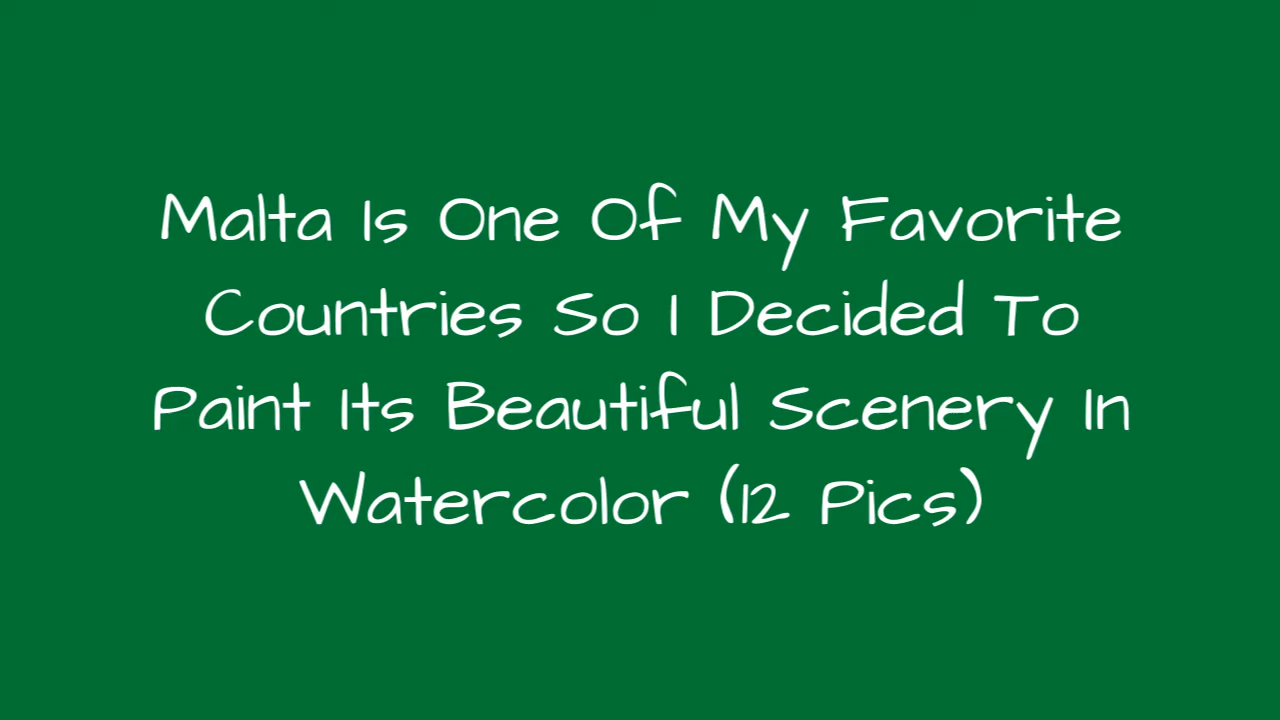 Malta Is One Of My Favorite
Countries So I Decided To
Paint Its Beautiful Scenery In
Watercolor (12 Pics)